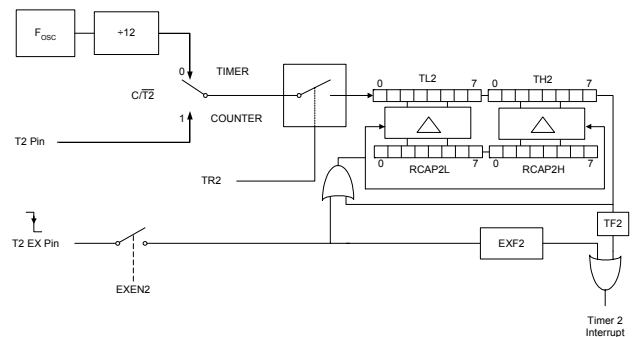 FOSC
÷12
0
TIMER
C/T2
1
COUNTER
T2 Pin
TR2
0
TL2
7
0
TH2
7
0
7
0
7
RCAP2L
RCAP2H
TF2
T2 EX Pin
EXF2
EXEN2
Timer 2
Interrupt